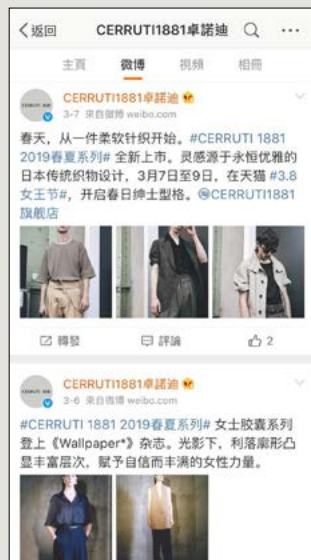 返回
CERRUTI1881卓諾迪
主頁 微博 視頻 相冊
CERRUTI1881卓諾迪
3-7 來自微博 weibo.com
春天，从一件柔软针织开始。#CERRUTI 1881
2019春夏系列# 全新上市。灵感源于永恒优雅的
日本传统织物设计，3月7日至9日，在天猫 #3.8
女王节#，开启春日绅士型格。@CERRUTI1881
旗舰店
轉發 評論 2
CERRUTI1881卓諾迪
3-6 來自微博 weibo.com
#CERRUTI 1881 2019春夏系列# 女士胶囊系列
登上《Wallpaper*》杂志。光影下，利落廓形凸
显丰富层次，赋予自信而丰满的女性力量。